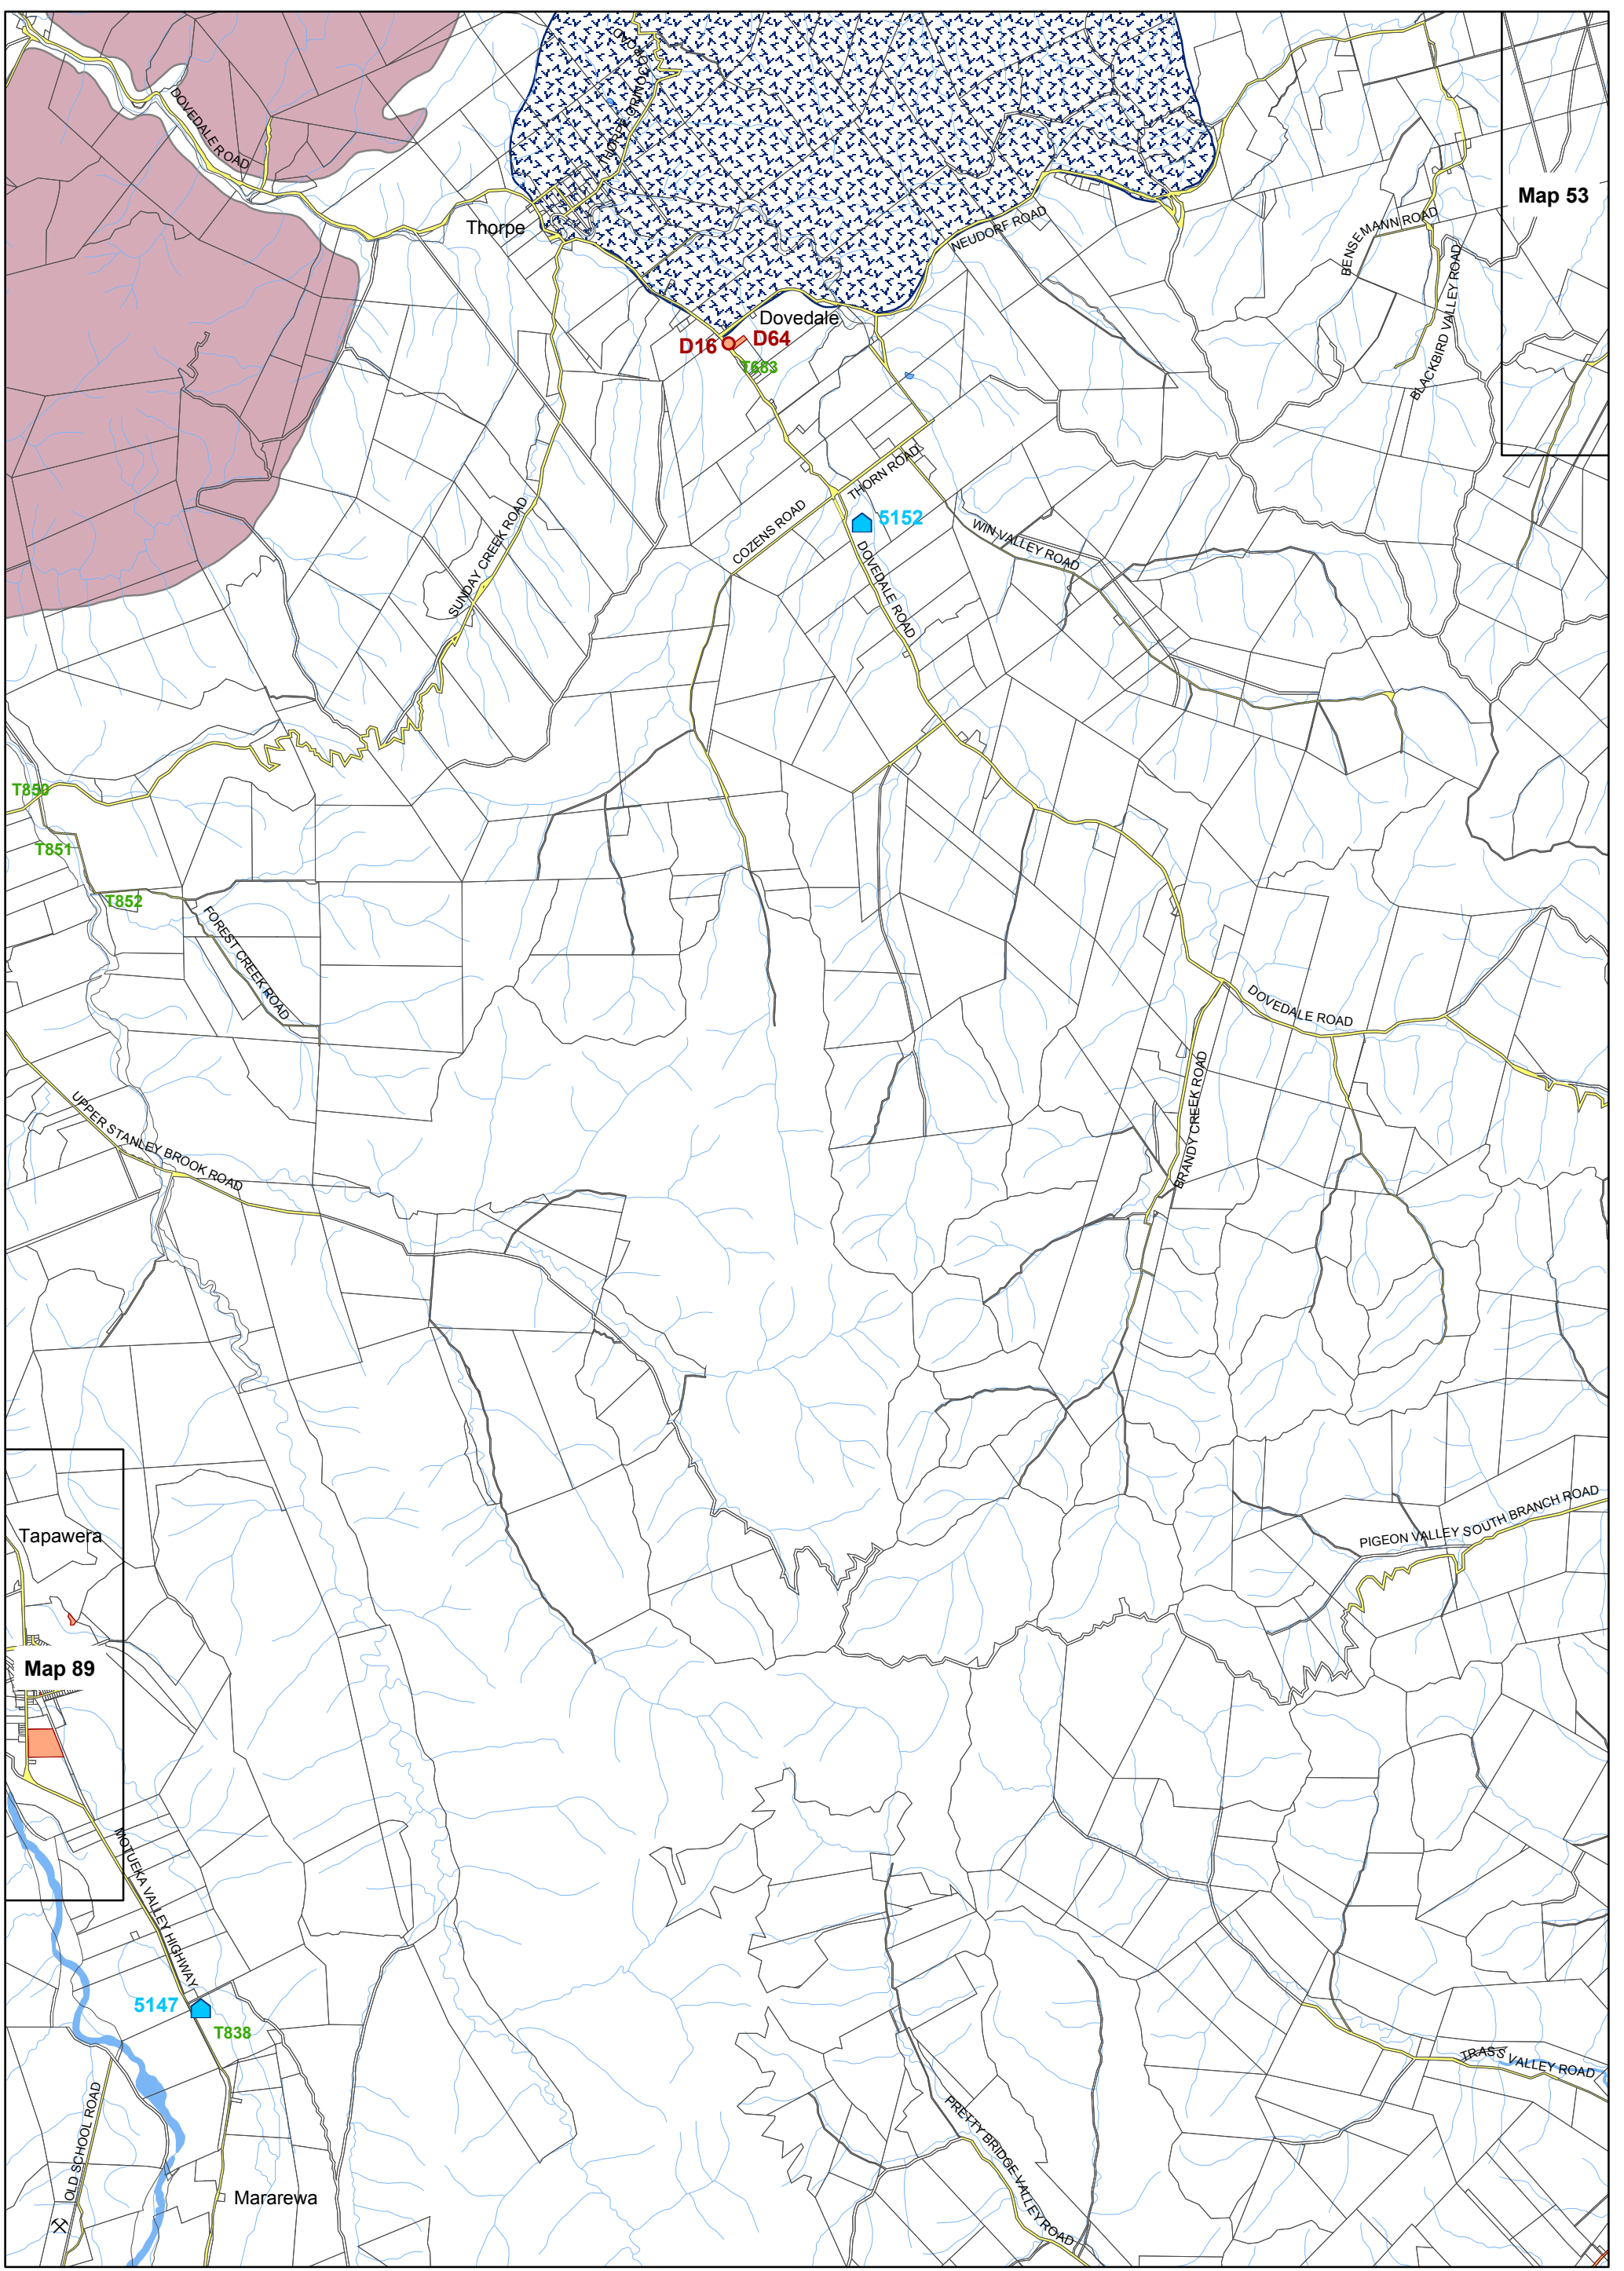 THORPE - ORINOCO ROAD
DOVEDALE ROAD
Map 53
Thorpe
NEUDORF ROAD
BENSEMANN ROAD
BLACKBIRD VALLEY ROAD
Dovedale
D16
D64
T683
THORN ROAD
COZENS ROAD
5152
WIN VALLEY ROAD
SUNDAY CREEK ROAD
DOVEDALE ROAD
T850
T851
T852
FOREST CREEK ROAD
DOVEDALE ROAD
BRANDY CREEK ROAD
UPPER STANLEY BROOK ROAD
PIGEON VALLEY SOUTH BRANCH ROAD
Tapawera
Map 89
MOTUEKA VALLEY HIGHWAY
5147
T838
TRASS VALLEY ROAD
OLD SCHOOL ROAD
PRETTY BRIDGE VALLEY ROAD
Mararewa